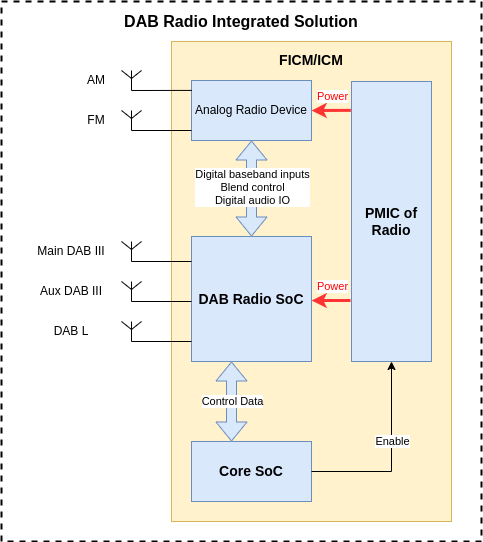 DAB Radio Integrated Solution
FICM/ICM
AM
FM
Analog Radio Device
Power
Digital baseband inputs
Blend control
Digital audio IO
PMIC of
Radio
Main DAB III
Aux DAB III
DAB L
DAB Radio SoC
Power
Control Data
Enable
Core SoC